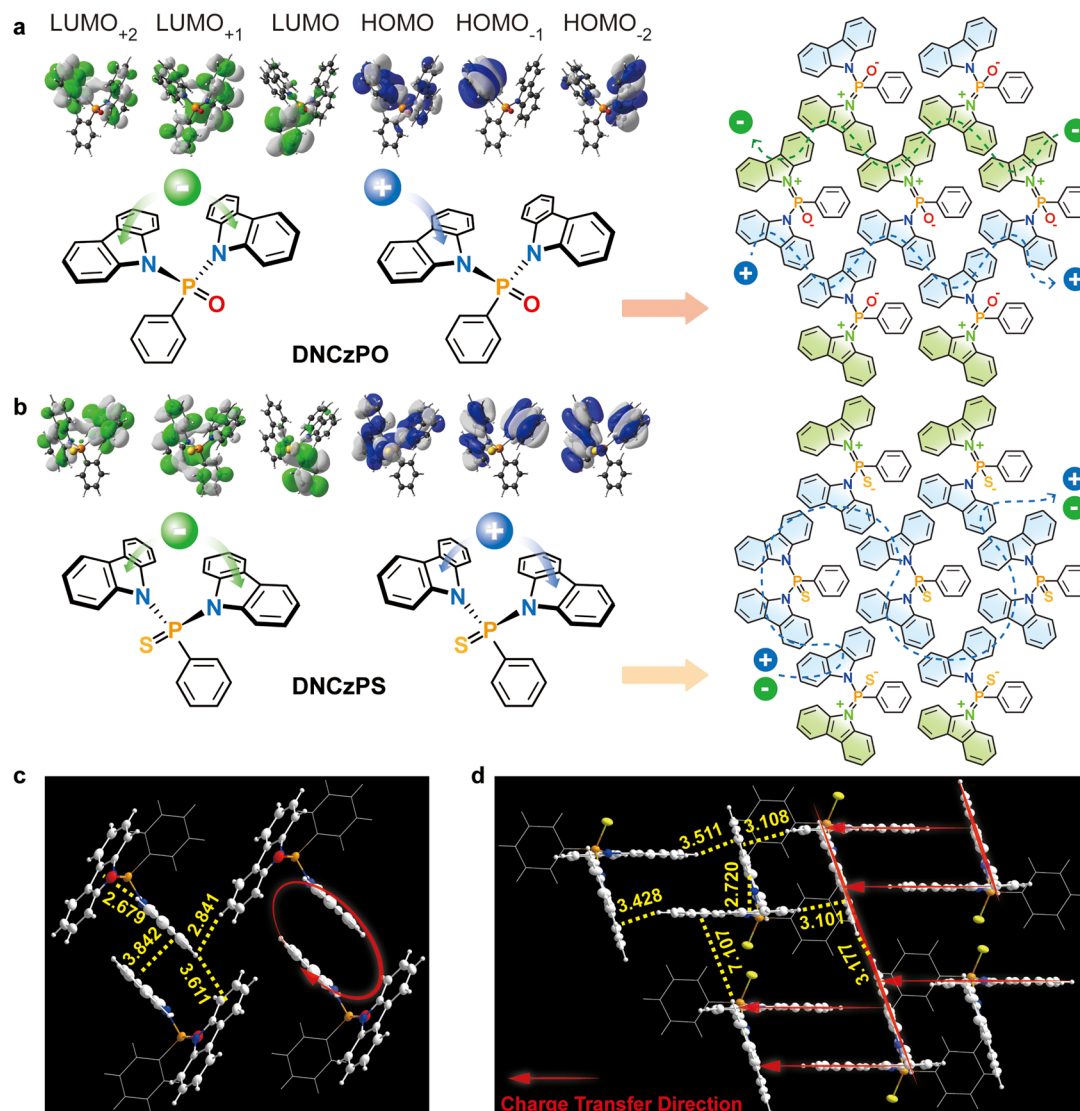 a
LUMO+2 LUMO+1 LUMO HOMO HOMO-1 HOMO-2
- +
N N P O
N N P O
DNCzPO
N P O- N+
N P O- N+
- -
N+ P O- N
N+ P O- N
N+ P O- N
+ +
N P O- N+
N P O- N+
b
- +
N N P S
N N P S
DNCzPS
N+ P S- N
N+ P S- N
+
-
N P S N
N P S N
N P S N
+
-
N P S- N+
N P S- N+
c
2.679
3.842
2.841
3.611
d
3.511
3.108
3.428
2.720
3.101
7.107
3.177
Charge Transfer Direction